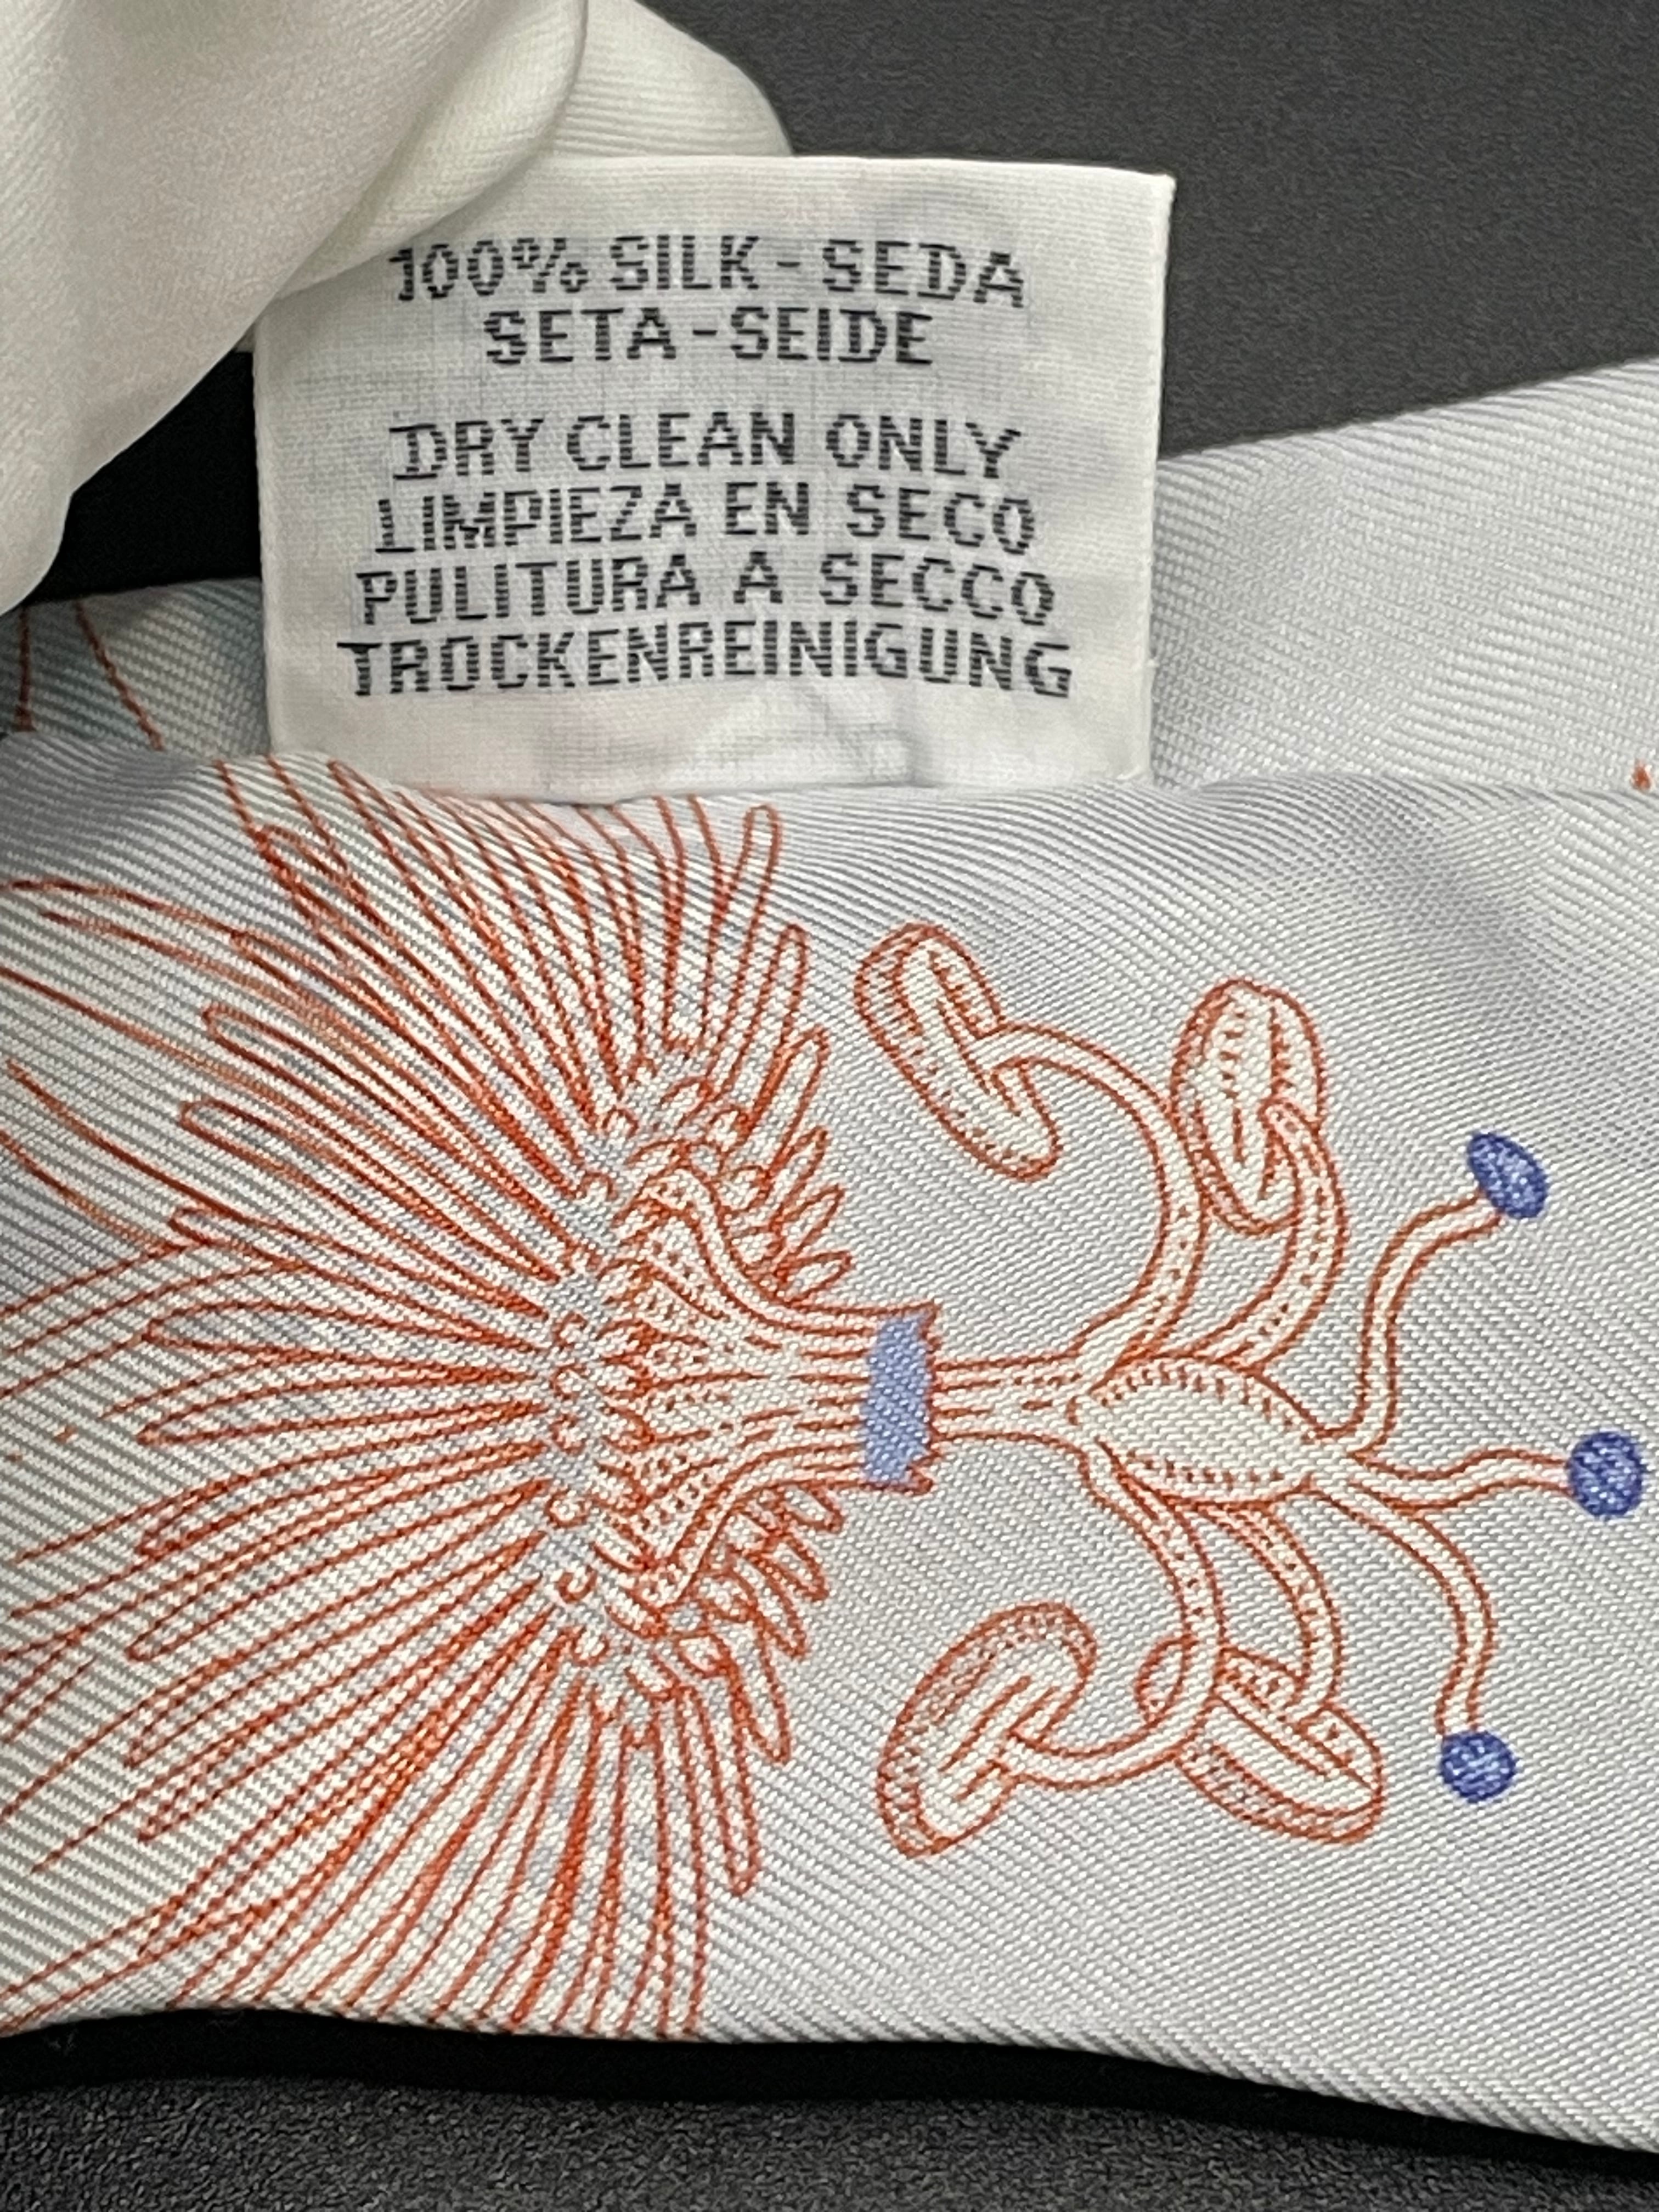 100% SILK - SEDA
SETA - SEIDE
DRY CLEAN ONLY
LIMPIEZA EN SECO
PULITURA A SECCO
TROCKENREINIGUNG